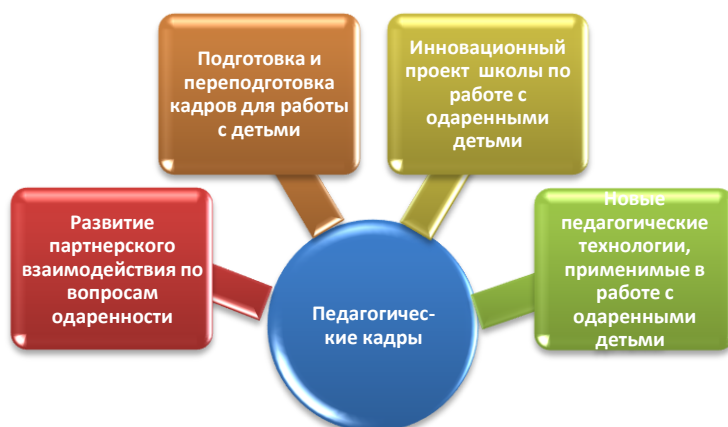 Подготовка и
переподготовка
кадров для работы
с детьми
Инновационный
проект школы по
работе с
одаренными
детьми
Развитие
партнерского
взаимодействия по
вопросам
одаренности
Новые
педагогические
технологии,
применимые в
работе с
одаренными
детьми
Педагогичес-
кие кадры